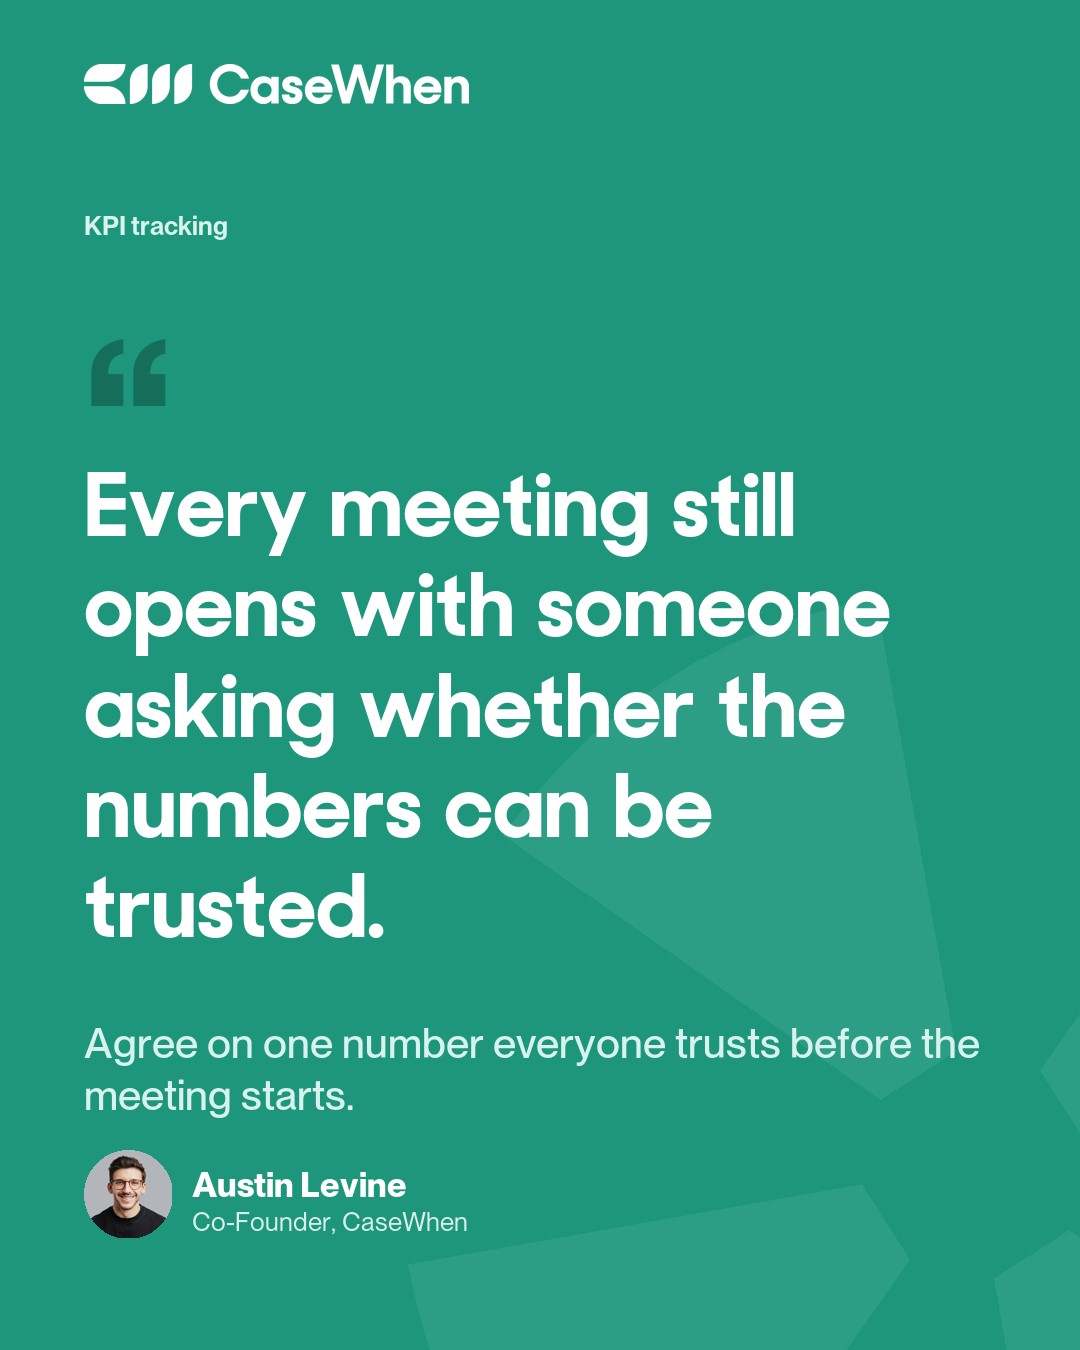 CaseWhen
KPI tracking
“
Every meeting still
opens with someone
asking whether the
numbers can be
trusted.
Agree on one number everyone trusts before the
meeting starts.
Austin Levine
Co-Founder, CaseWhen